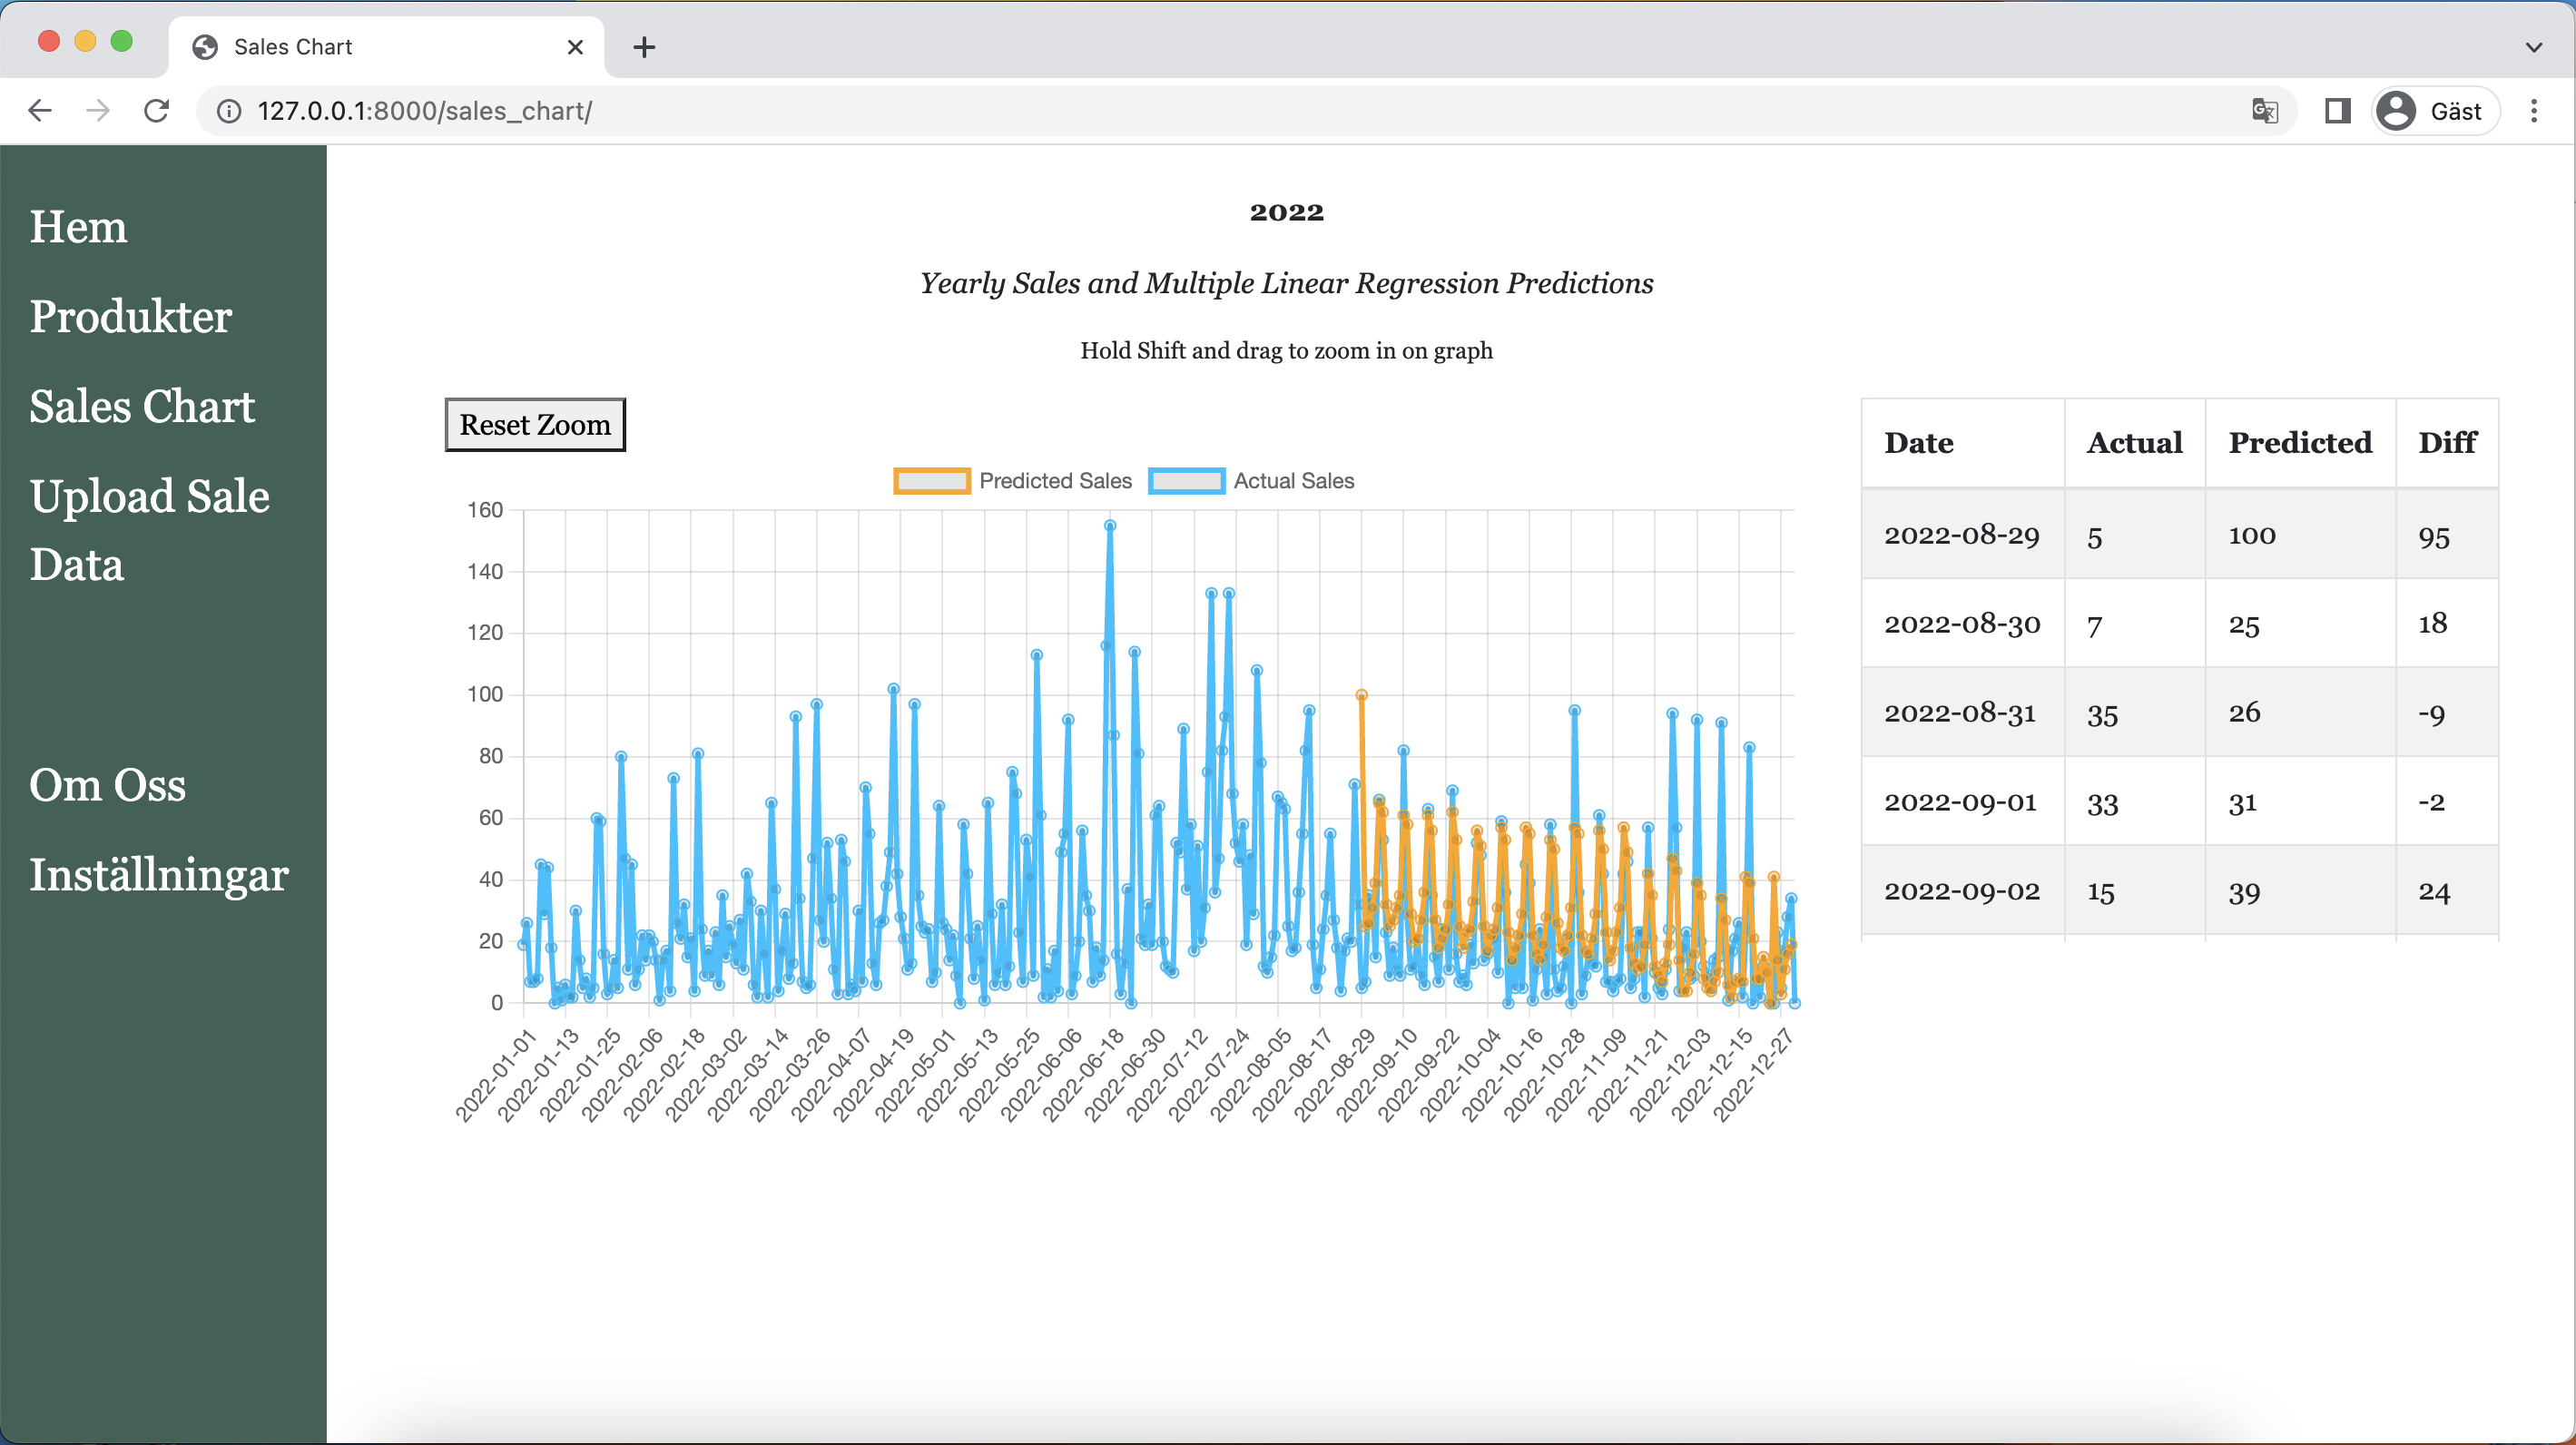 Sales Chart
127.0.0.1:8000/sales_chart/
Gäst
Hem
Produkter
Sales Chart
Upload Sale
Data
Om Oss
Inställningar
2022
Yearly Sales and Multiple Linear Regression Predictions
Hold Shift and drag to zoom in on graph
Reset Zoom
Predicted Sales Actual Sales
160
140
120
100
80
60
40
20
0
2022-01-01
2022-01-13
2022-01-25
2022-02-06
2022-02-18
2022-03-02
2022-03-14
2022-03-26
2022-04-07
2022-04-19
2022-05-01
2022-05-13
2022-05-25
2022-06-06
2022-06-18
2022-06-30
2022-07-12
2022-07-24
2022-08-05
2022-08-17
2022-08-29
2022-09-10
2022-09-22
2022-10-04
2022-10-16
2022-10-28
2022-11-09
2022-11-21
2022-12-03
2022-12-15
2022-12-27
Date Actual Predicted Diff
2022-08-29 5 100 95
2022-08-30 7 25 18
2022-08-31 35 26 -9
2022-09-01 33 31 -2
2022-09-02 15 39 24